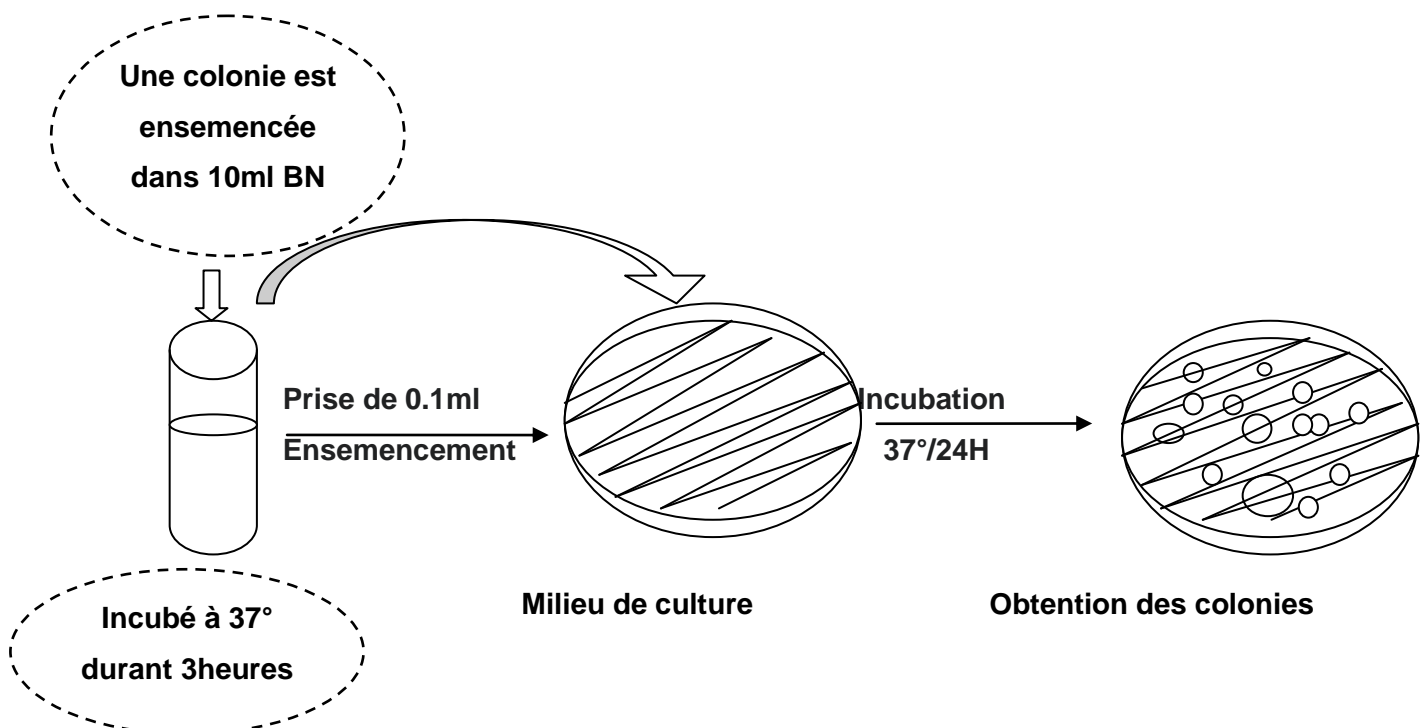 Une colonie est
ensemencée
dans 10ml BN
Prise de 0.1ml
Ensemencement
Incubation
37°/24H
Incubé à 37°
durant 3heures
Milieu de culture
Obtention des colonies